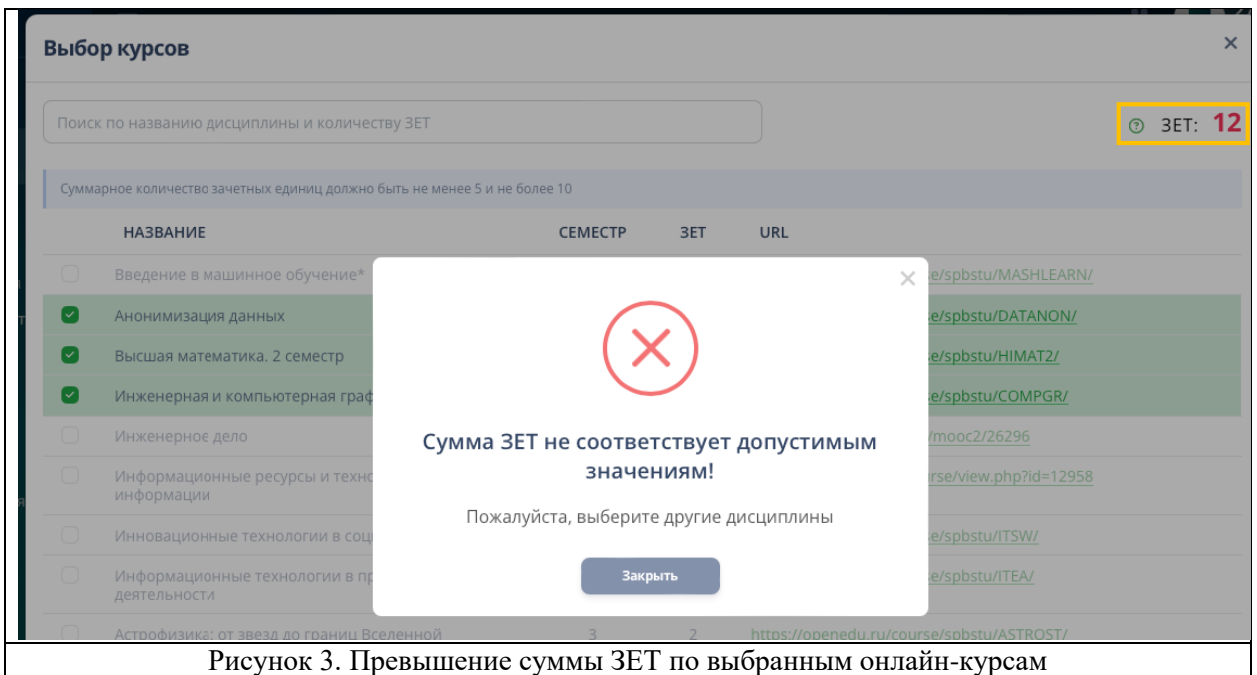 Выбор курсов
Поиск по названию дисциплины и количеству ЗЕТ
ЗЕТ: 12
Суммарное количество зачетных единиц должно быть не менее 5 и не более 10
НАЗВАНИЕ СЕМЕСТР ЗЕТ URL
Введение в машинное обучение* e/spbstu/MASHLEARN/
Анонимизация данных se/spbstu/DATANON/
Высшая математика. 2 семестр se/spbstu/HIMAT2/
Инженерная и компьютерная граф se/spbstu/COMPGR/
Инженерное дело /mooc2/26296
Информационные ресурсы и техно rse/view.php?id=12958
информации
Инновационные технологии в соц e/spbstu/ITSW/
Информационные технологии в пр e/spbstu/ITEA/
деятельности
Астрофизика: от звезд до границ Вселенной 3 2 https://openedu.ru/course/spbstu/ASTROST/
Сумма ЗЕТ не соответствует допустимым
значениям!
Пожалуйста, выберите другие дисциплины
Закрыть
Рисунок 3. Превышение суммы ЗЕТ по выбранным онлайн-курсам